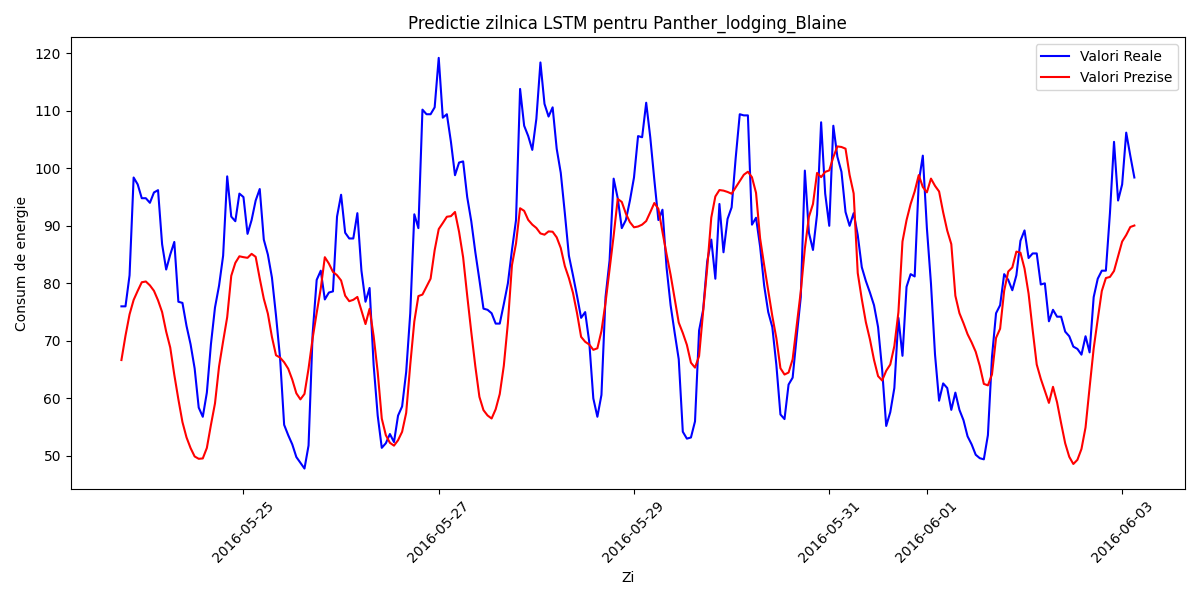 Predictie zilnica LSTM pentru Panther_lodging_Blaine
Valori Reale
Valori Prezise
Consum de energie
120
110
100
90
80
70
60
50
2016-05-25
2016-05-27
2016-05-29
2016-05-31
2016-06-01
2016-06-03
Zi